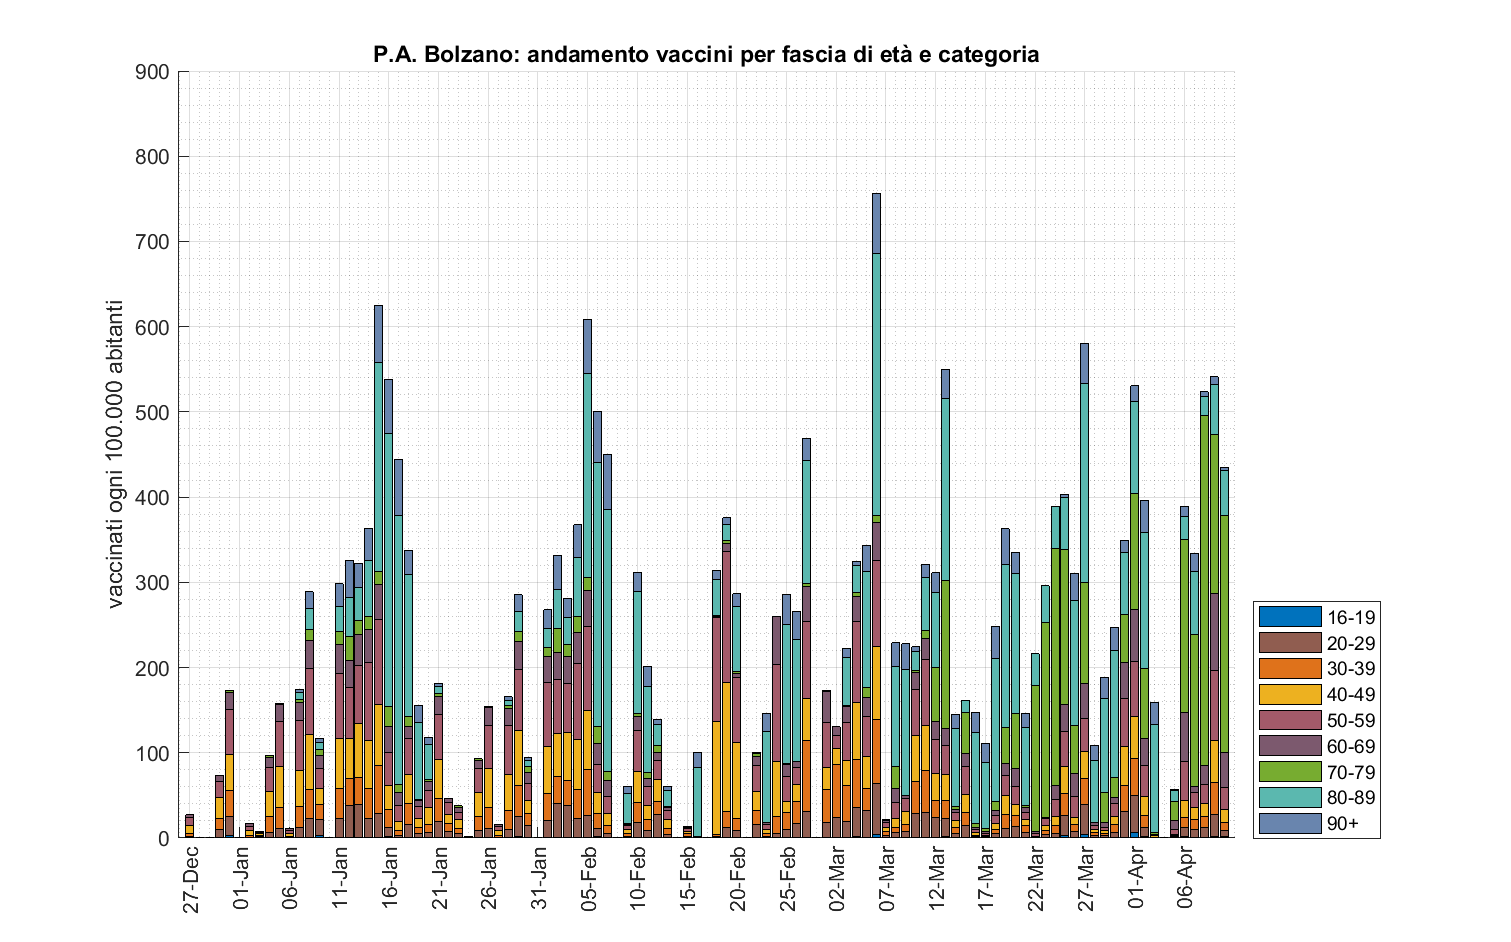 P.A. Bolzano: andamento vaccini per fascia di età e categoria
vaccinati ogni 100.000 abitanti
900
800
700
600
500
400
300
200
100
0
27-Dec
01-Jan
06-Jan
11-Jan
16-Jan
21-Jan
26-Jan
31-Jan
05-Feb
10-Feb
15-Feb
20-Feb
25-Feb
02-Mar
07-Mar
12-Mar
17-Mar
22-Mar
27-Mar
01-Apr
06-Apr
16-19
20-29
30-39
40-49
50-59
60-69
70-79
80-89
90+